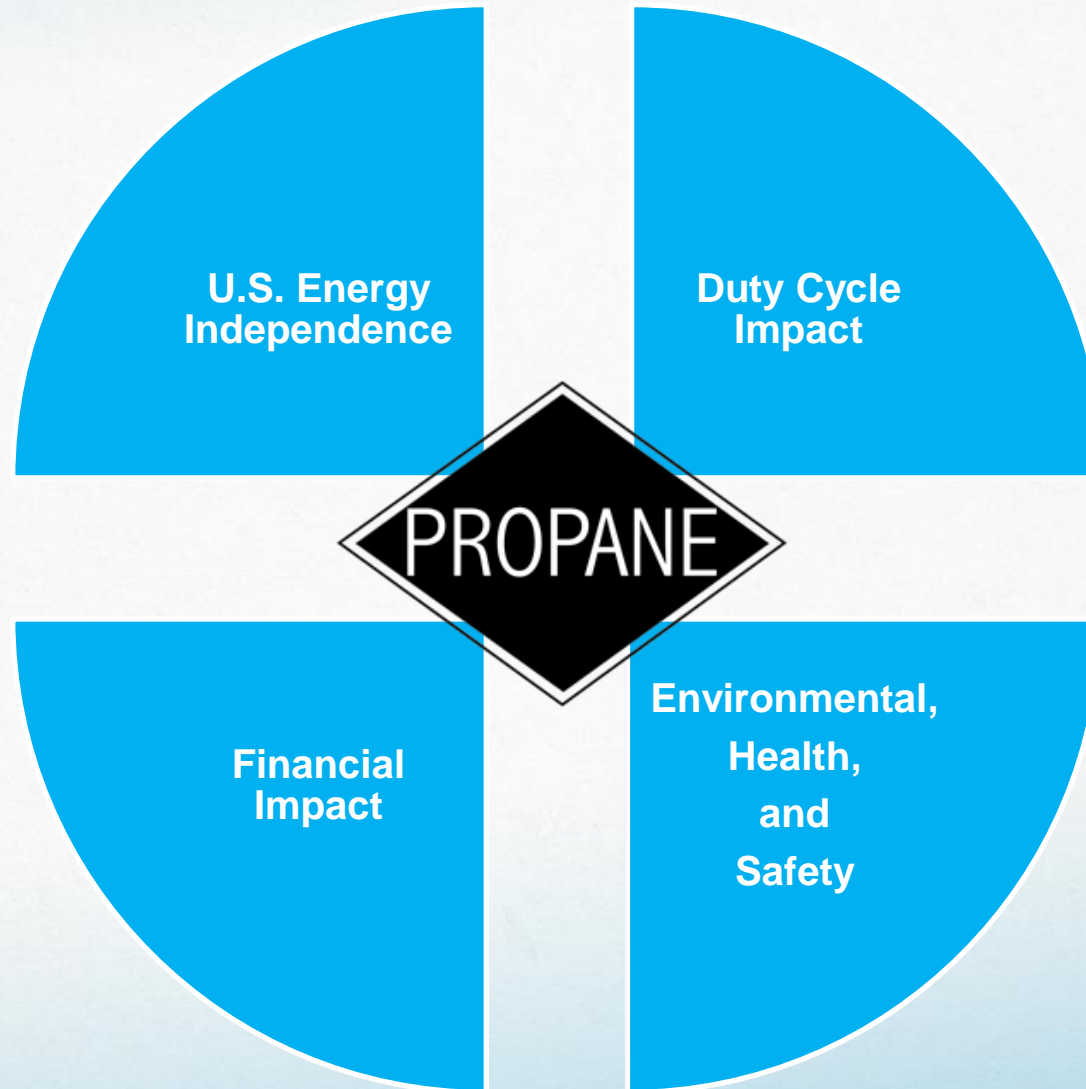 U.S. Energy
Independence
Duty Cycle
Impact
PROPANE
Financial
Impact
Environmental,
Health,
and
Safety